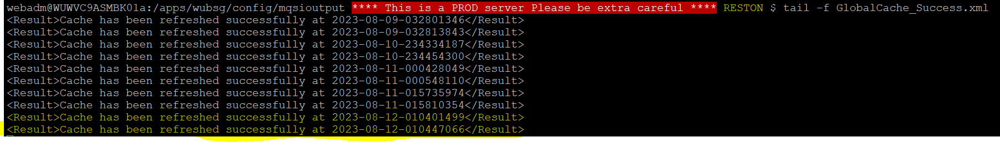 webadm@WUWVC9ASMBK01a:/apps/wubsg/config/mqsioutput **** This is a PROD server Please be extra careful **** RESTON $ tail -f GlobalCache_Success.xml
<Result>Cache has been refreshed successfully at 2023-08-09-032801346</Result>
<Result>Cache has been refreshed successfully at 2023-08-09-032813843</Result>
<Result>Cache has been refreshed successfully at 2023-08-10-234334187</Result>
<Result>Cache has been refreshed successfully at 2023-08-10-234454300</Result>
<Result>Cache has been refreshed successfully at 2023-08-11-000428049</Result>
<Result>Cache has been refreshed successfully at 2023-08-11-000548110</Result>
<Result>Cache has been refreshed successfully at 2023-08-11-015735974</Result>
<Result>Cache has been refreshed successfully at 2023-08-11-015810354</Result>
<Result>Cache has been refreshed successfully at 2023-08-12-010401499</Result>
<Result>Cache has been refreshed successfully at 2023-08-12-010447066</Result>